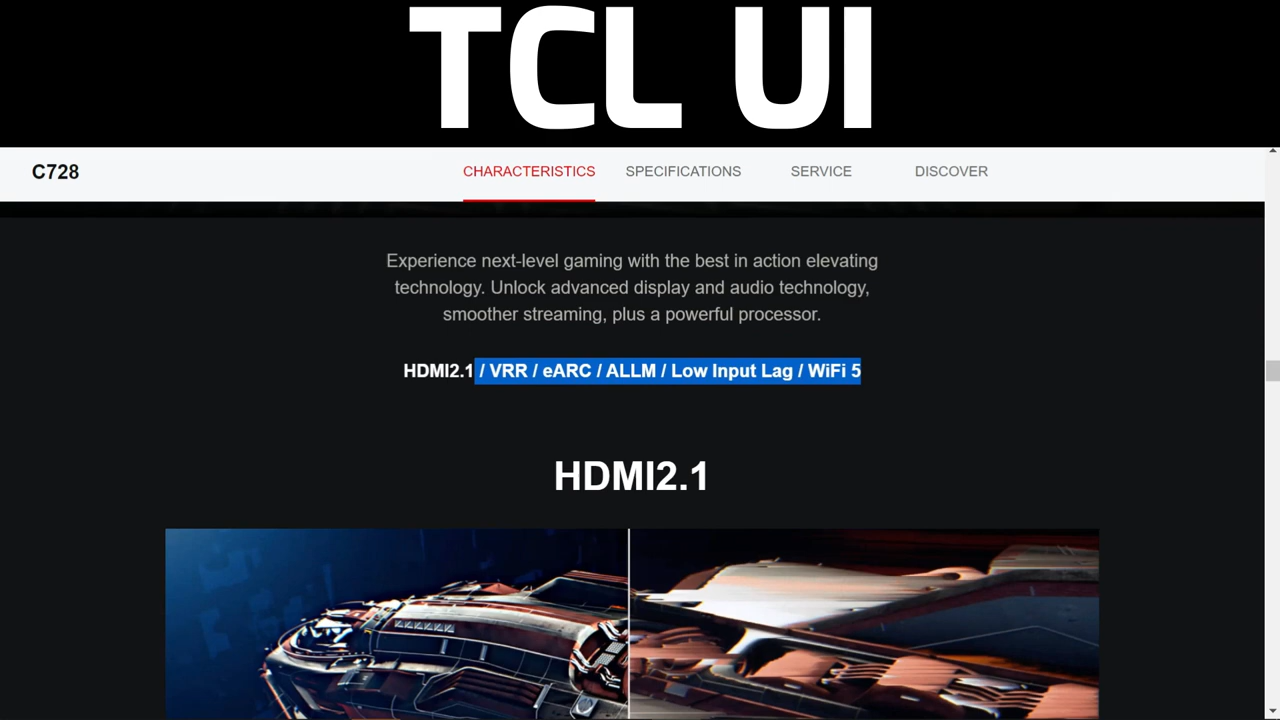 TCL UI
C728
CHARACTERISTICS SPECIFICATIONS SERVICE DISCOVER
Experience next-level gaming with the best in action elevating
technology. Unlock advanced display and audio technology,
smoother streaming, plus a powerful processor.
HDMI2.1 / VRR / eARC / ALLM / Low Input Lag / WiFi 5
HDMI2.1